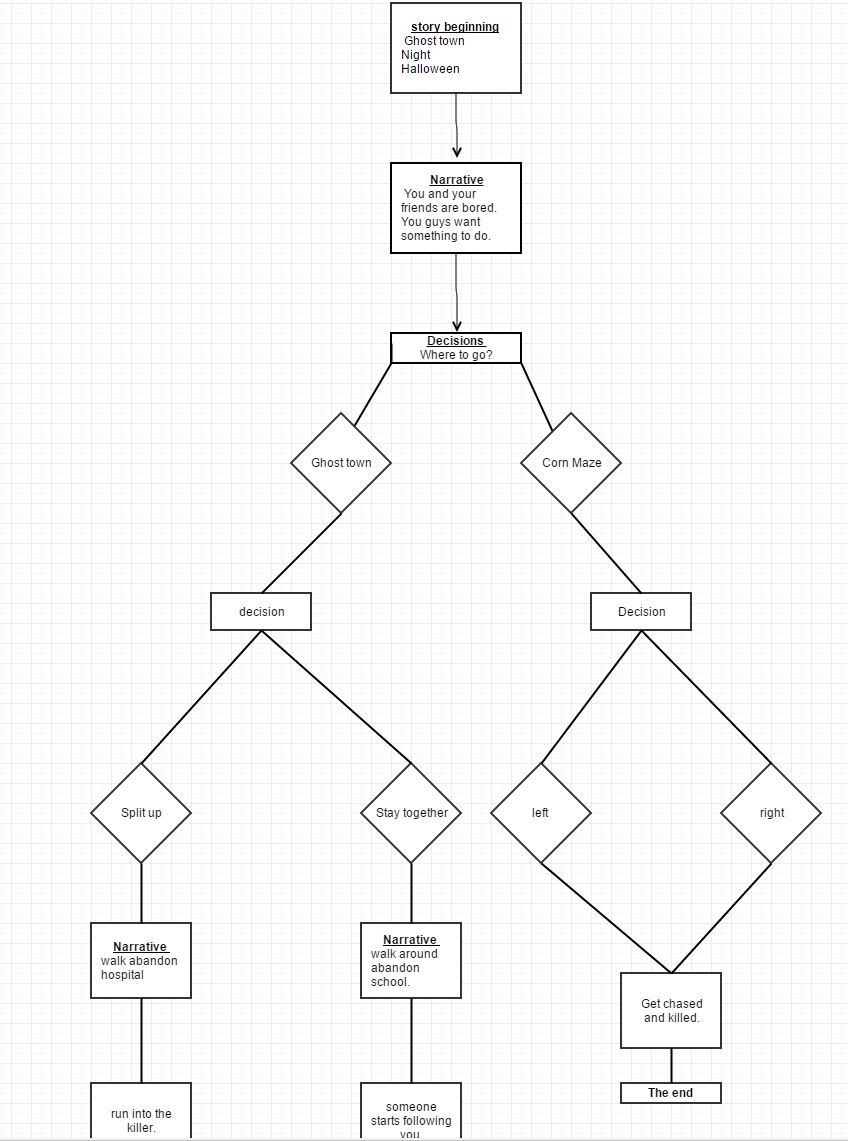 story beginning
Ghost town
Night
Halloween
Narrative
You and your
friends are bored.
You guys want
something to do.
Decisions
Where to go?
Ghost town
Corn Maze
decision
Decision
Split up
Stay together
left
right
Narrative
walk abandon
hospital
Narrative
walk around
abandon
school.
Get chased
and killed.
The end
run into the
killer.
someone
starts following
you